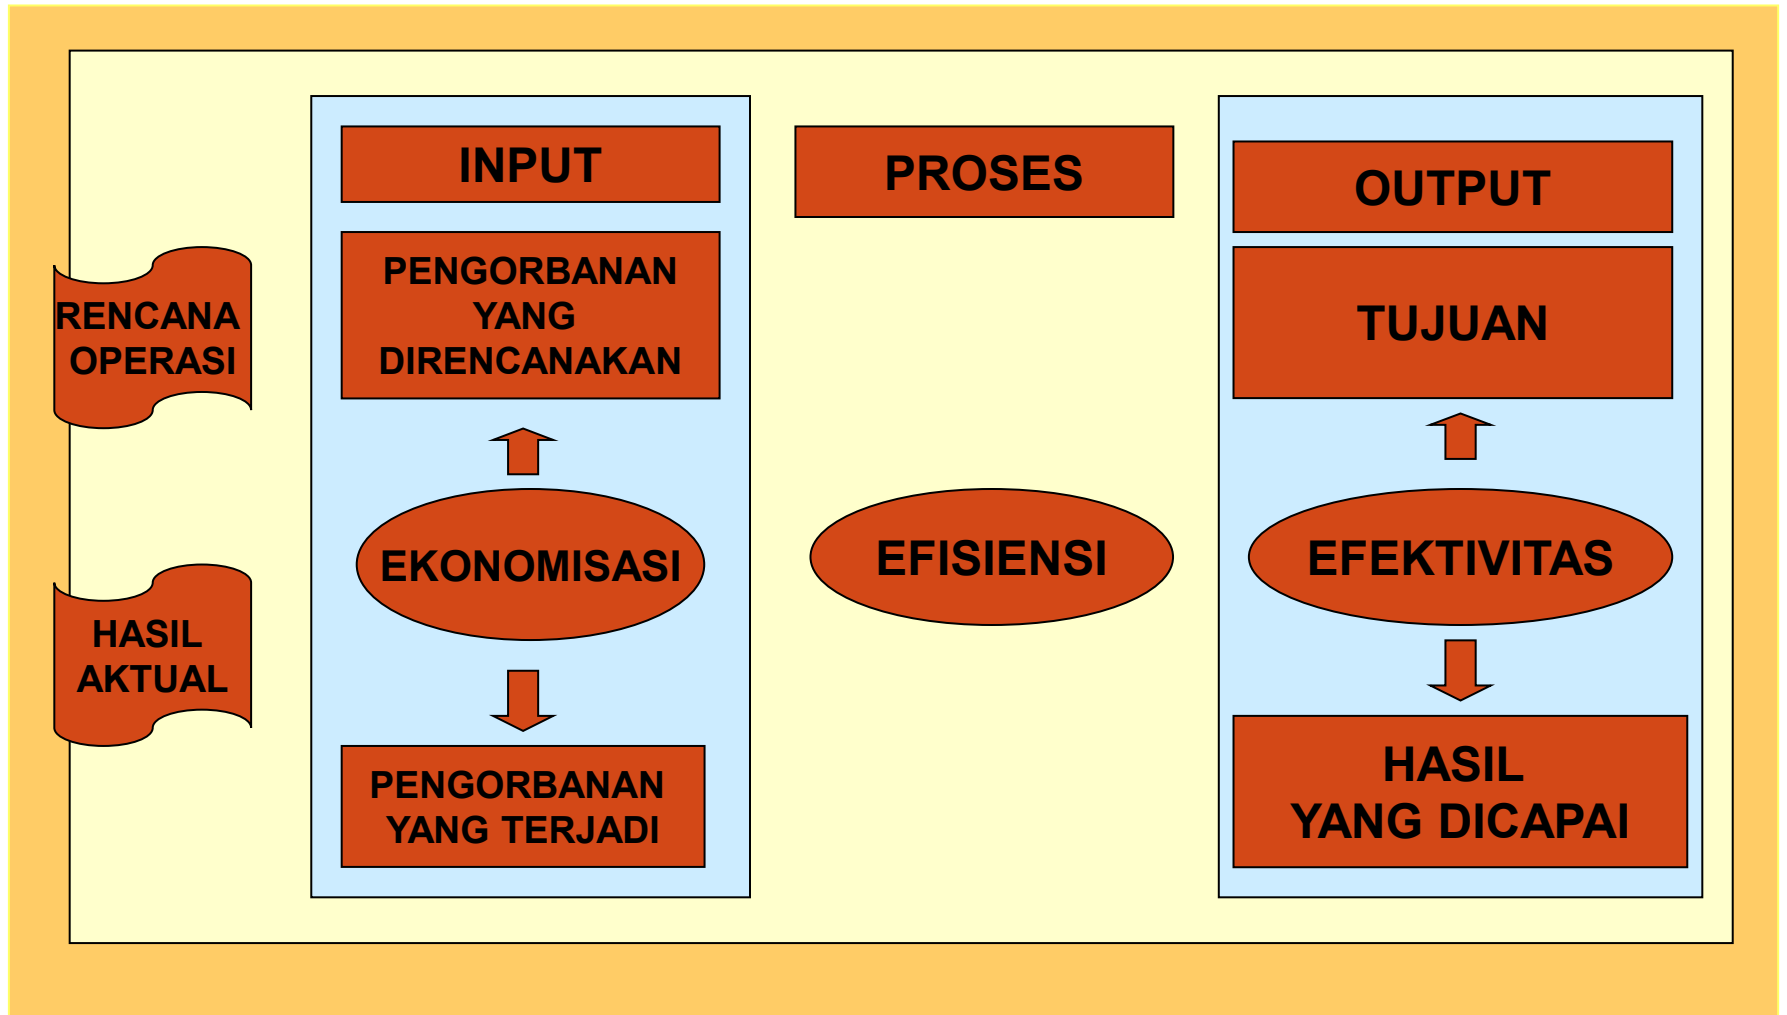 INPUT
PROSES
OUTPUT
RENCANA
OPERASI
PENGORBANAN
YANG
DIRENCANAKAN
TUJUAN
EKONOMISASI
EFISIENSI
EFEKTIVITAS
HASIL
AKTUAL
PENGORBANAN
YANG TERJADI
HASIL
YANG DICAPAI